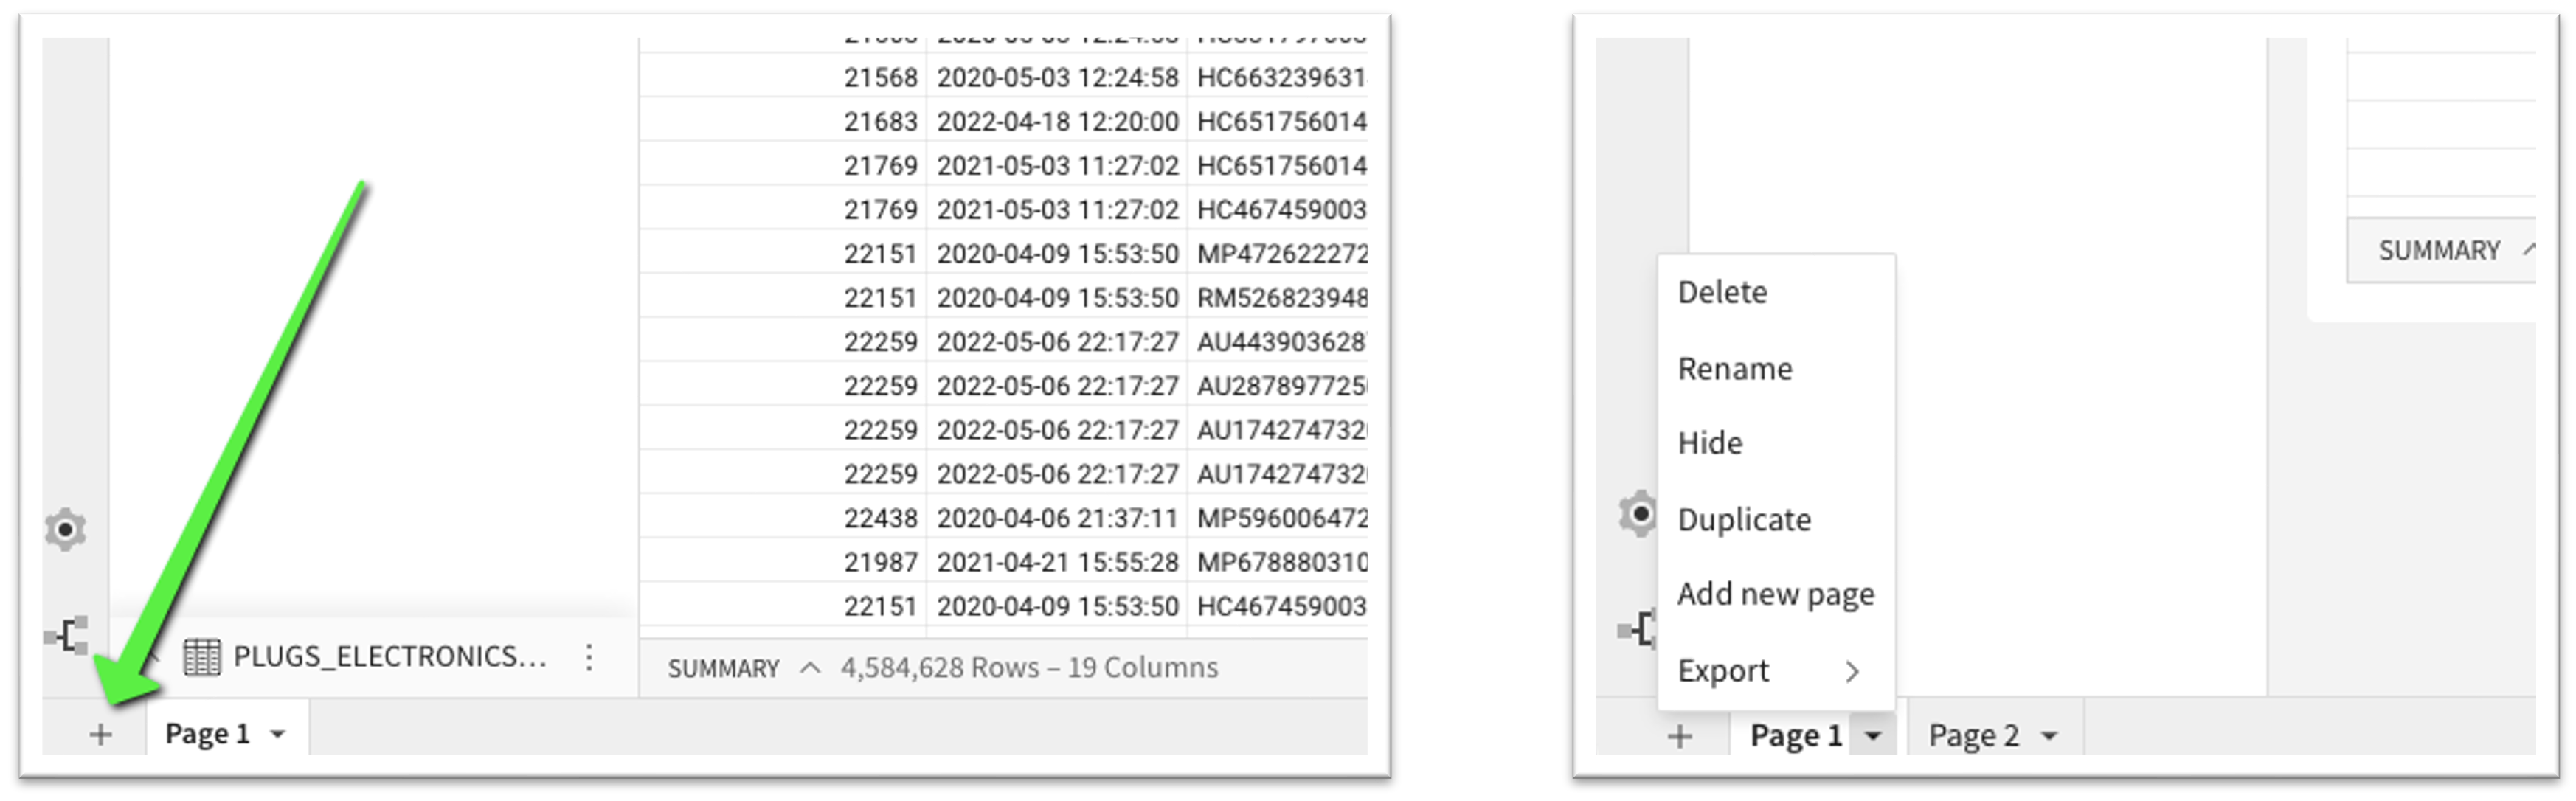 21568 2020-05-03 12:24:58 HC663239631
21683 2022-04-18 12:20:00 HC651756014
21769 2021-05-03 11:27:02 HC651756014
21769 2021-05-03 11:27:02 HC467459003
22151 2020-04-09 15:53:50 MP472622272
22151 2020-04-09 15:53:50 RM526823948
22259 2022-05-06 22:17:27 AU443903628
22259 2022-05-06 22:17:27 AU287897725
22259 2022-05-06 22:17:27 AU174274732
22259 2022-05-06 22:17:27 AU174274732
22438 2020-04-06 21:37:11 MP596006472
21987 2021-04-21 15:55:28 MP678880310
22151 2020-04-09 15:53:50 HC467459003
PLUGS_ELECTRONICS...
SUMMARY 4,584,628 Rows – 19 Columns
+ Page 1
SUMMARY
Delete
Rename
Hide
Duplicate
Add new page
Export >
+ Page 1 Page 2